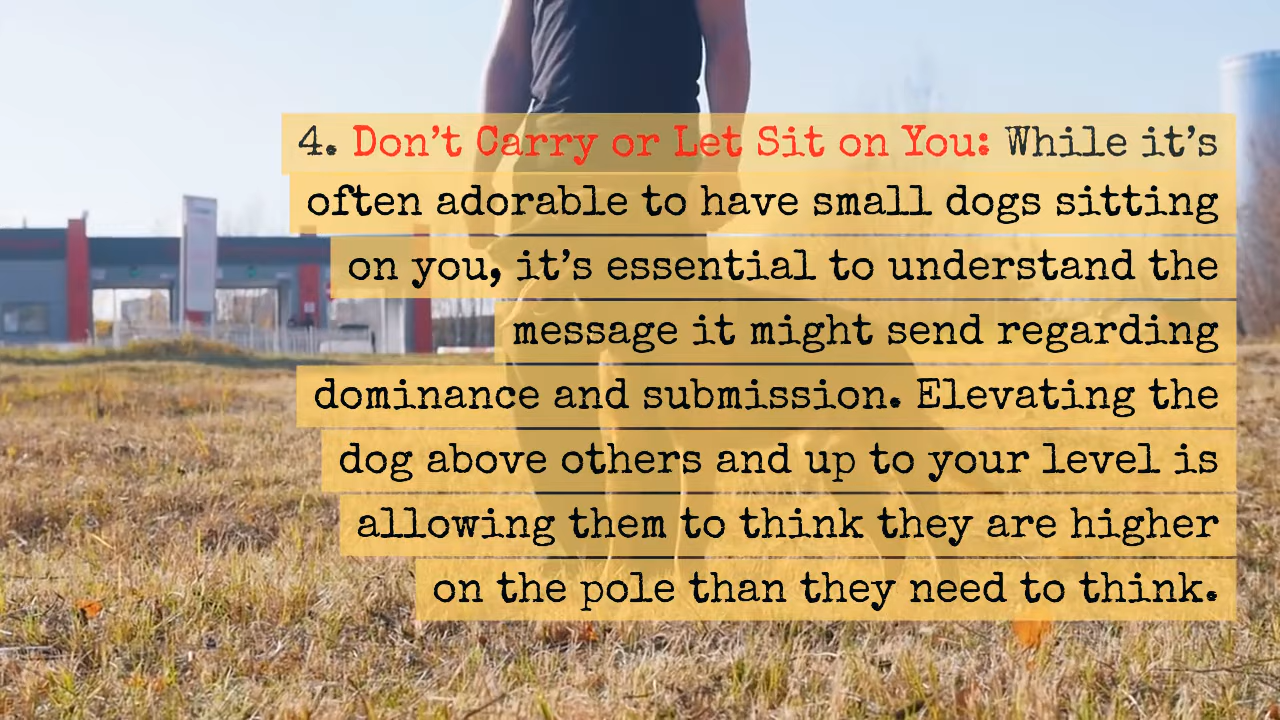 4. Don't Carry or Let Sit on You: While it's
often adorable to have small dogs sitting
on you, it's essential to understand the
message it might send regarding
dominance and submission. Elevating the
dog above others and up to your level is
allowing them to think they are higher
on the pole than they need to think.